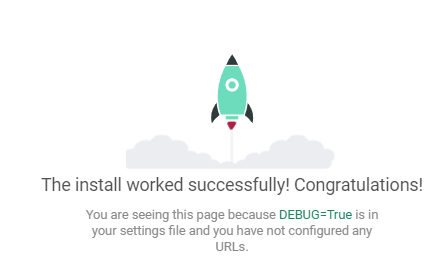 The install worked successfully! Congratulations!
You are seeing this page because DEBUG=True is in
your settings file and you have not configured any
URLs.